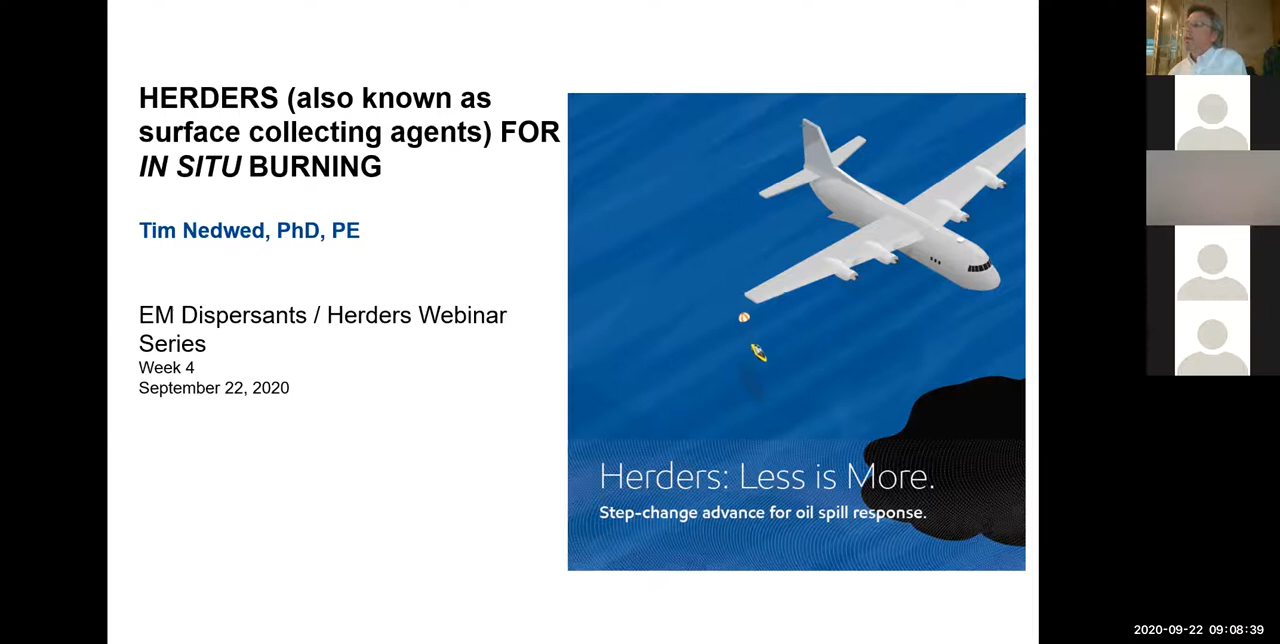 HERDERS (also known as
surface collecting agents) FOR
IN SITU BURNING
Tim Nedwed, PhD, PE
EM Dispersants / Herders Webinar
Series
Week 4
September 22, 2020
Herders: Less is More.
Step-change advance for oil spill response.
2020-09-22 09:08:39